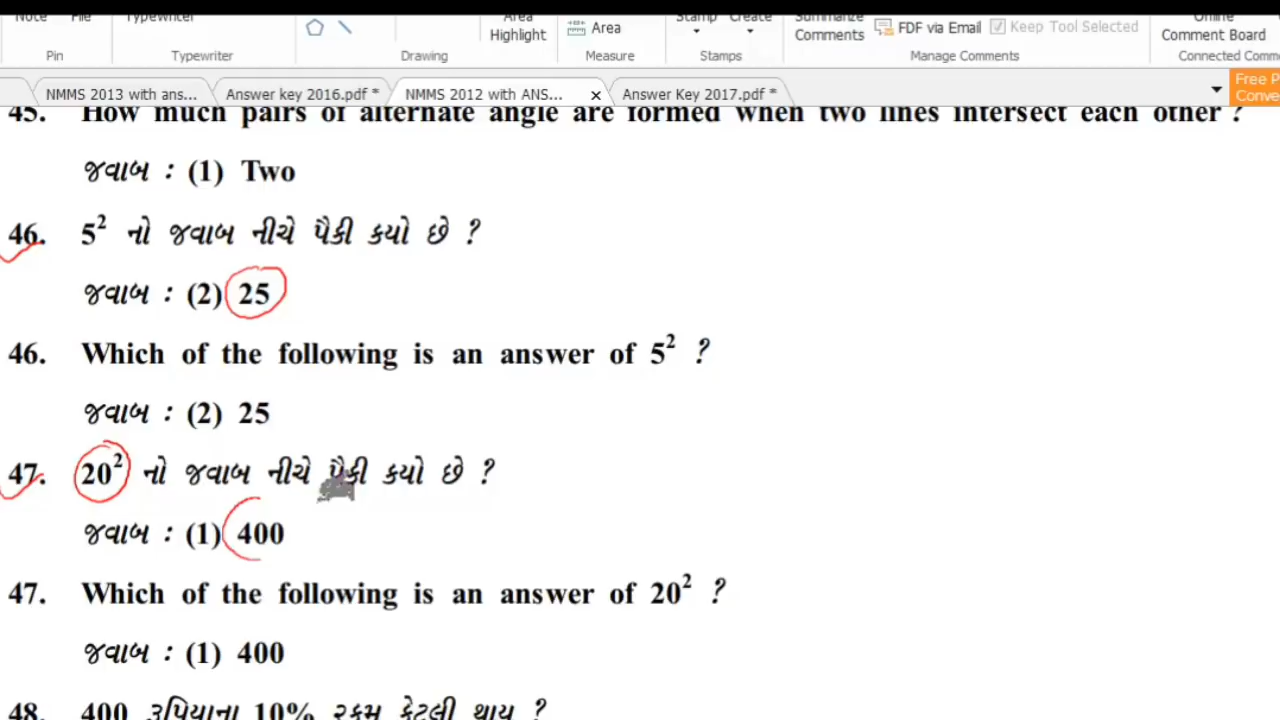 Note File Typewriter Area Stamp Create Summarize Online
Highlight Area Comments FDF via Email Keep Tool Selected Comment Board
Pin Typewriter Drawing Measure Stamps Manage Comments Connected Comm
NMMS 2013 with ans... Answer key 2016.pdf * NMMS 2012 with ANS... x Answer Key 2017.pdf * Free P
Conve
45. How much pairs of alternate angle are formed when two lines intersect each other ?
જવાબ : (1) Two
46. 5² નો જવાબ નીચે પૈકી કયો છે ?
જવાબ : (2) 25
46. Which of the following is an answer of 5² ?
જવાબ : (2) 25
47. 20² નો જવાબ નીચે પૈકી કયો છે ?
જવાબ : (1) 400
47. Which of the following is an answer of 20² ?
જવાબ : (1) 400
48. 400 રૂપિયાના 10% રકમ કેટલી થાય ?